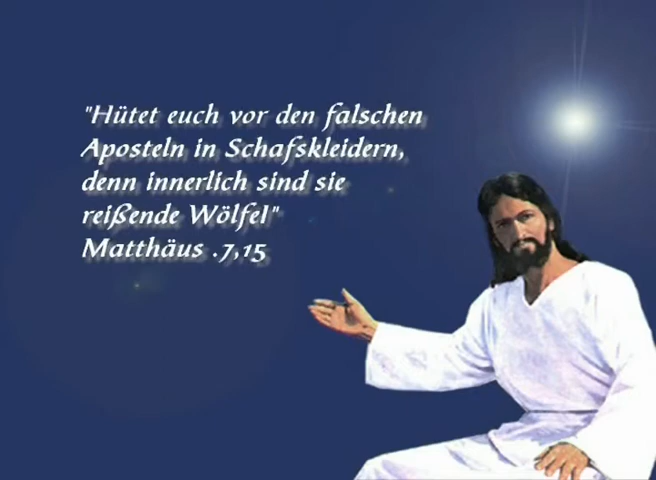 "Hütet euch vor den falschen
Aposteln in Schafskleidern,
denn innerlich sind sie
reißende Wölfe!"
Matthäus .7,15